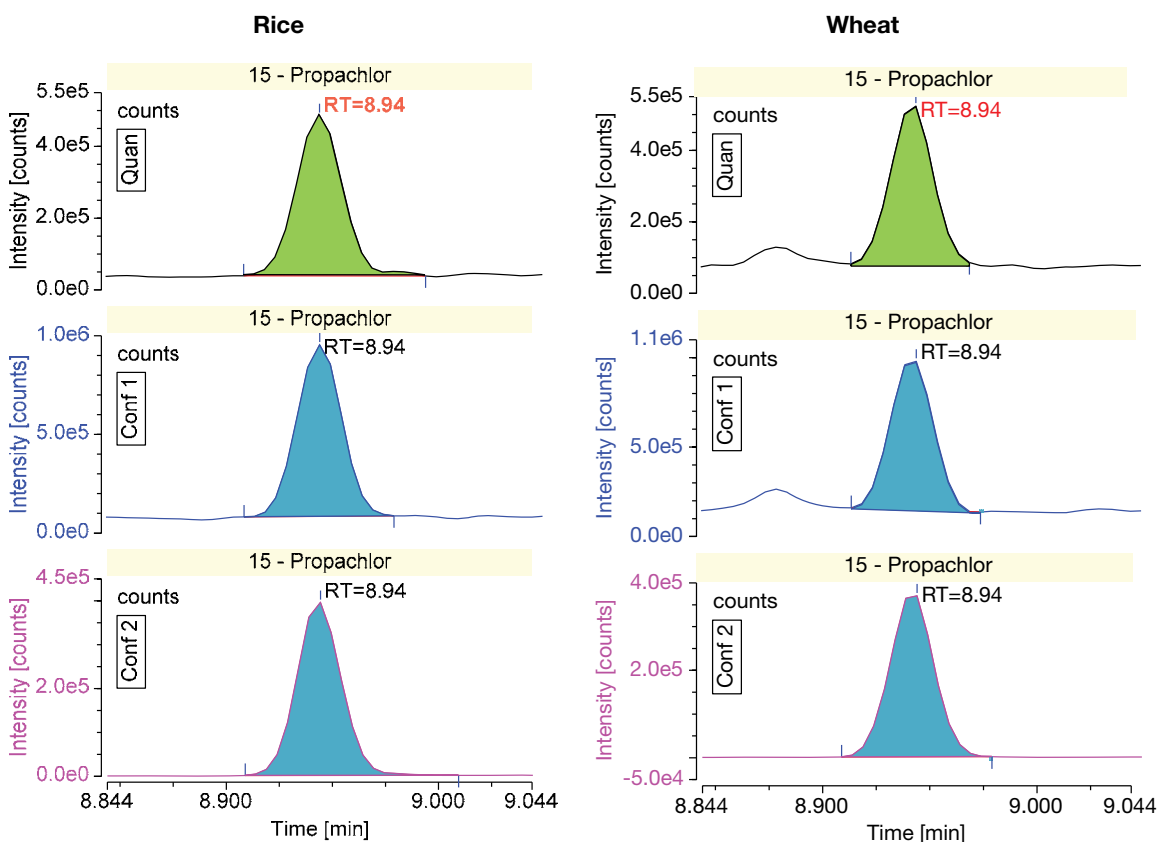 Rice
15 - Propachlor
5.5e5
RT=8.94
counts
Quan
4.0e5
2.0e5
0.0e0
Intensity [counts]
15 - Propachlor
1.0e6
RT=8.94
counts
Conf 1
5.0e5
0.0e0
Intensity [counts]
15 - Propachlor
4.5e5
RT=8.94
counts
Conf 2
2.0e5
0.0e0
Intensity [counts]
8.844 8.900 9.000 9.044
Time [min]
Wheat
15 - Propachlor
5.5e5
RT=8.94
counts
Quan
4.0e5
2.0e5
0.0e0
Intensity [counts]
15 - Propachlor
1.1e6
RT=8.94
counts
Conf 1
5.0e5
0.0e0
Intensity [counts]
15 - Propachlor
4.0e5
RT=8.94
counts
Conf 2
2.0e5
-5.0e4
Intensity [counts]
8.844 8.900 9.000 9.044
Time [min]